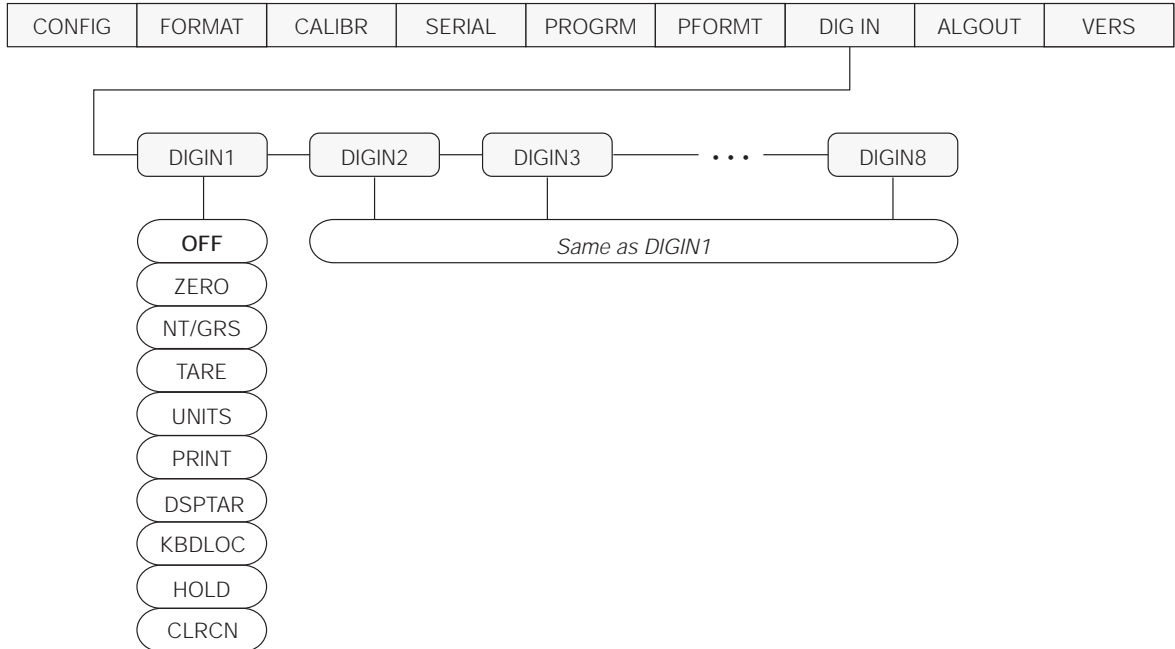 CONFIG FORMAT CALIBR SERIAL PROGRM PFORMT DIG IN ALGOUT VERS
DIGIN1 DIGIN2 DIGIN3 • • • DIGIN8
OFF Same as DIGIN1
ZERO
NT/GRS
TARE
UNITS
PRINT
DSPTAR
KBDLOC
HOLD
CLRCN